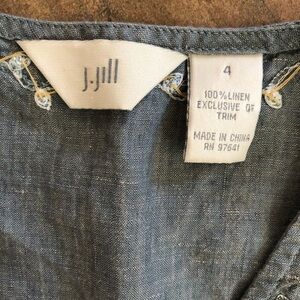 J.Jill
4
100% LINEN
EXCLUSIVE OF
TRIM
MADE IN CHINA
RN 97641